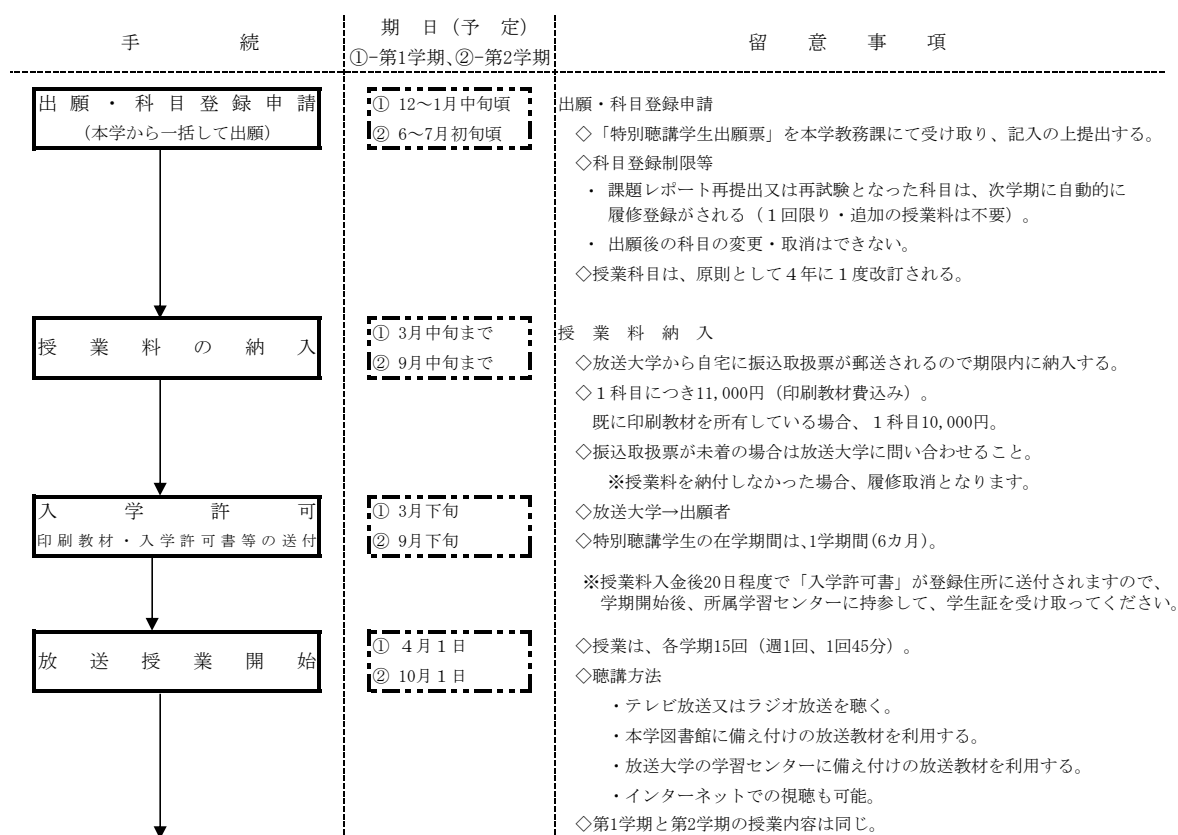 手続
期日(予定)
①-第1学期、②-第2学期
留意事項
出願・科目登録申請
(本学から一括して出願)
① 12~1月中旬頃
② 6~7月初旬頃
出願・科目登録申請
◇「特別聴講学生出願票」を本学教務課にて受け取り、記入の上提出する。
◇科目登録制限等
・ 課題レポート再提出又は再試験となった科目は、次学期に自動的に
履修登録がされる(1回限り・追加の授業料は不要)。
・ 出願後の科目の変更・取消はできない。
◇授業科目は、原則として4年に1度改訂される。
授業料の納入
① 3月中旬まで
② 9月中旬まで
授業料納入
◇放送大学から自宅に振込取扱票が郵送されるので期限内に納入する。
◇1科目につき11,000円(印刷教材費込み)。
既に印刷教材を所有している場合、1科目10,000円。
◇振込取扱票が未着の場合は放送大学に問い合わせること。
※授業料を納付しなかった場合、履修取消となります。
入学許可
印刷教材・入学許可書等の送付
① 3月下旬
② 9月下旬
◇放送大学→出願者
◇特別聴講学生の在学期間は、1学期間(6カ月)。
※授業料入金後20日程度で「入学許可書」が登録住所に送付されますので、
学期開始後、所属学習センターに持参して、学生証を受け取ってください。
放送授業開始
① 4月1日
② 10月1日
◇授業は、各学期15回(週1回、1回45分)。
◇聴講方法
・テレビ放送又はラジオ放送を聴く。
・本学図書館に備え付けの放送教材を利用する。
・放送大学の学習センターに備え付けの放送教材を利用する。
・インターネットでの視聴も可能。
◇第1学期と第2学期の授業内容は同じ。